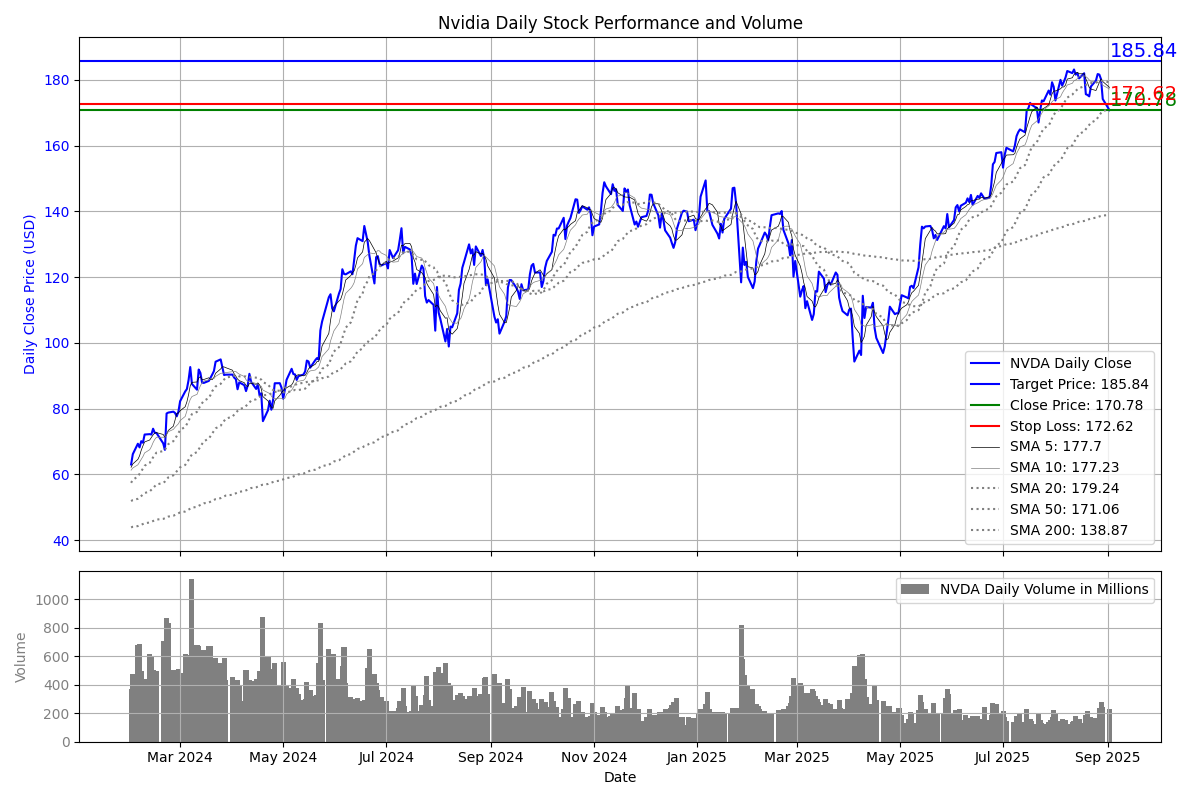 Nvidia Daily Stock Performance and Volume
185.84
172.62
170.78
Daily Close Price (USD)
180
160
140
120
100
80
60
40
NVDA Daily Close
Target Price: 185.84
Close Price: 170.78
Stop Loss: 172.62
SMA 5: 177.7
SMA 10: 177.23
SMA 20: 179.24
SMA 50: 171.06
SMA 200: 138.87
NVDA Daily Volume in Millions
Volume
1000
800
600
400
200
0
Mar 2024
May 2024
Jul 2024
Sep 2024
Nov 2024
Jan 2025
Mar 2025
May 2025
Jul 2025
Sep 2025
Date